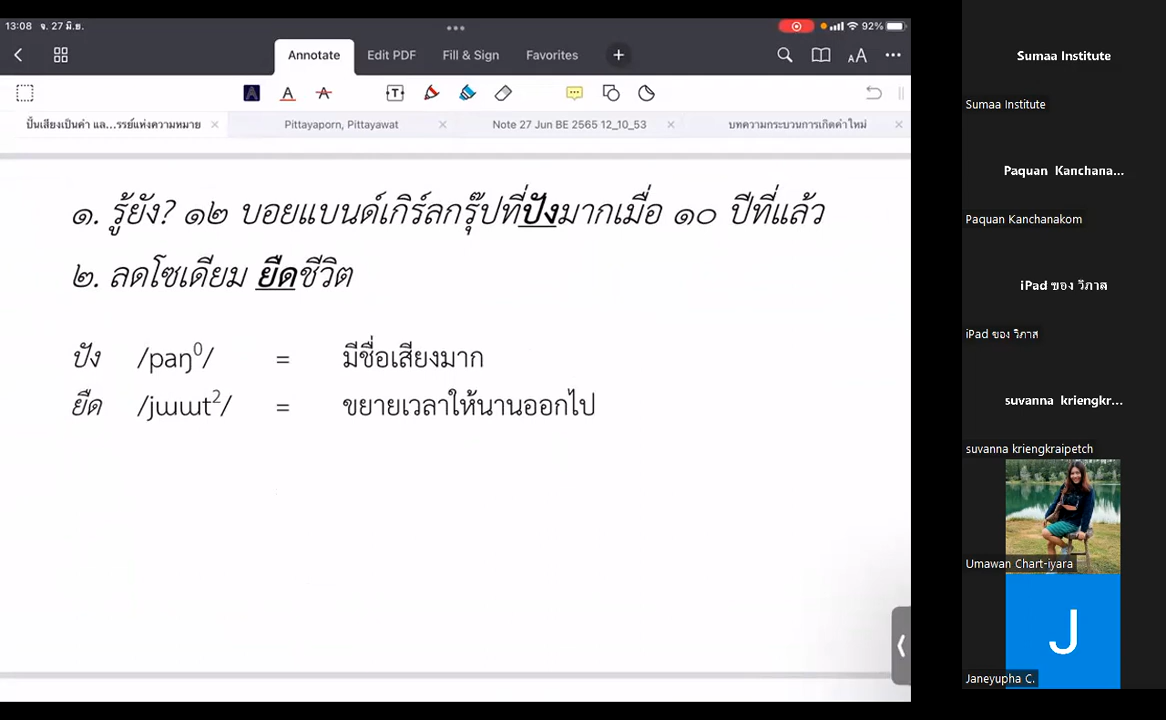 13:08 จ. 27 มิ.ย.
92%
Annotate Edit PDF Fill & Sign Favorites
ปั้นเสียงเป็นคำ แล...รรย์แห่งความหมาย
Pittayaporn, Pittayawat
Note 27 Jun BE 2565 12_10_53
บทความกระบวนการเกิดคำใหม่
๑. รู้ยัง? ๑๒ บอยแบนด์เกิร์ลกรุ๊ปที่ปังมากเมื่อ ๑๐ ปีที่แล้ว
๒. ลดโซเดียม ยืดชีวิต
ปัง /paŋ⁰/ = มีชื่อเสียงมาก
ยืด /jɯɯt²/ = ขยายเวลาให้นานออกไป
Sumaa Institute
Sumaa Institute
Paquan Kanchana...
Paquan Kanchanakom
iPad ของ วิภาส
iPad ของ วิภาส
suvanna kriengkr...
suvanna kriengkraipetch
Umawan Chart-iyara
J
Janeyupha C.